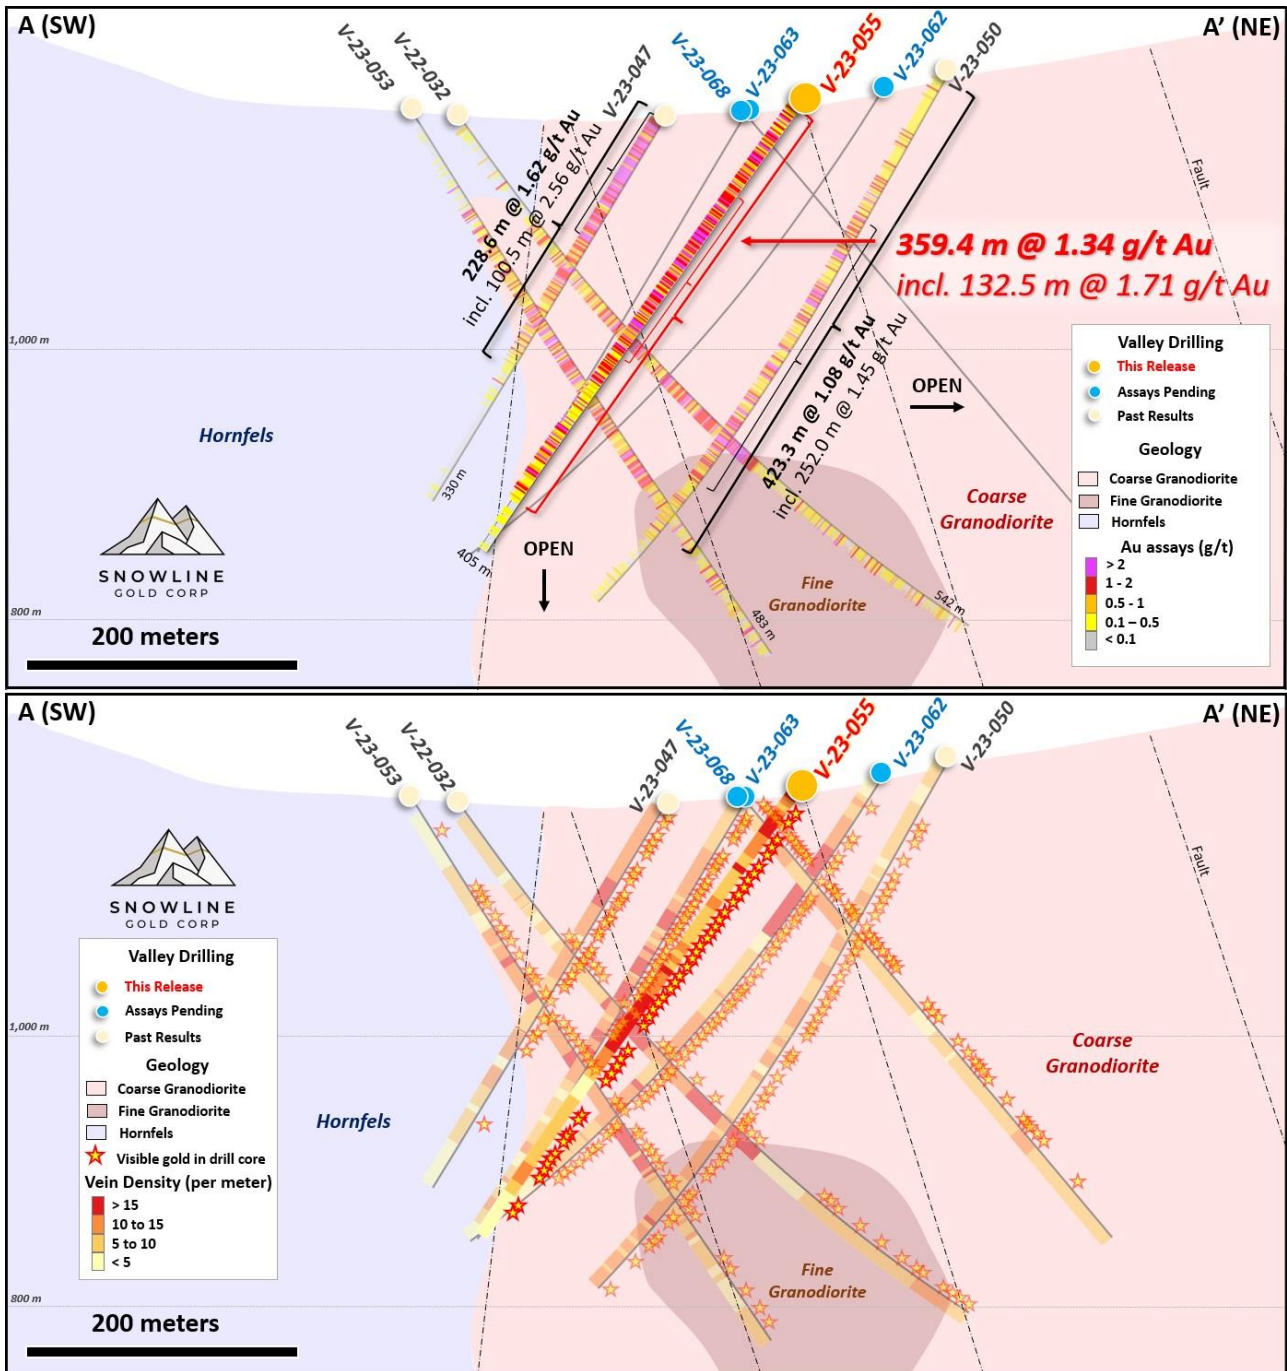 A (SW)
A' (NE)
V-23-053
V-22-032
V-23-047
V-23-068
V-23-063
V-23-055
V-23-062
V-23-050
228.6 m @ 1.62 g/t Au
incl. 100.5 m @ 2.56 g/t Au
359.4 m @ 1.34 g/t Au
incl. 132.5 m @ 1.71 g/t Au
423.3 m @ 1.08 g/t Au
incl. 252.0 m @ 1.45 g/t Au
Fault
1,000 m
Hornfels
330 m
405 m
OPEN
OPEN
Coarse
Granodiorite
Fine
Granodiorite
483 m
542 m
SNOWLINE
GOLD CORP
800 m
200 meters
Valley Drilling
This Release
Assays Pending
Past Results
Geology
Coarse Granodiorite
Fine Granodiorite
Hornfels
Au assays (g/t)
> 2
1 - 2
0.5 - 1
0.1 – 0.5
< 0.1
A (SW)
A' (NE)
V-23-053
V-22-032
V-23-047
V-23-068
V-23-063
V-23-055
V-23-062
V-23-050
Fault
SNOWLINE
GOLD CORP
Valley Drilling
This Release
Assays Pending
Past Results
Geology
Coarse Granodiorite
Fine Granodiorite
Hornfels
Visible gold in drill core
Vein Density (per meter)
> 15
10 to 15
5 to 10
< 5
1,000 m
Hornfels
Coarse
Granodiorite
Fine
Granodiorite
800 m
200 meters